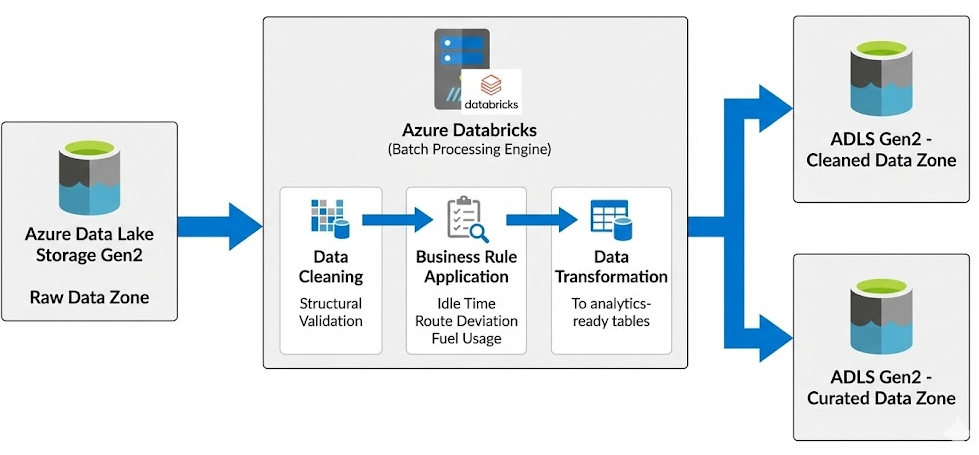 Azure Data Lake
Storage Gen2
Raw Data Zone
databricks
Azure Databricks
(Batch Processing Engine)
Data
Cleaning
Structural
Validation
Business Rule
Application
Idle Time
Route Deviation
Fuel Usage
Data
Transformation
To analytics-
ready tables
ADLS Gen2 -
Cleaned Data Zone
ADLS Gen2 -
Curated Data Zone